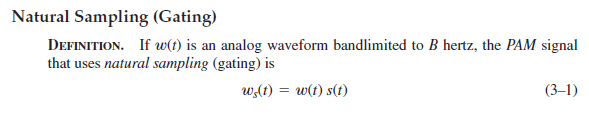 Natural Sampling (Gating)
DEFINITION. If w(t) is an analog waveform bandlimited to B hertz, the PAM signal
that uses natural sampling (gating) is
wₛ(t) = w(t) s(t) (3–1)